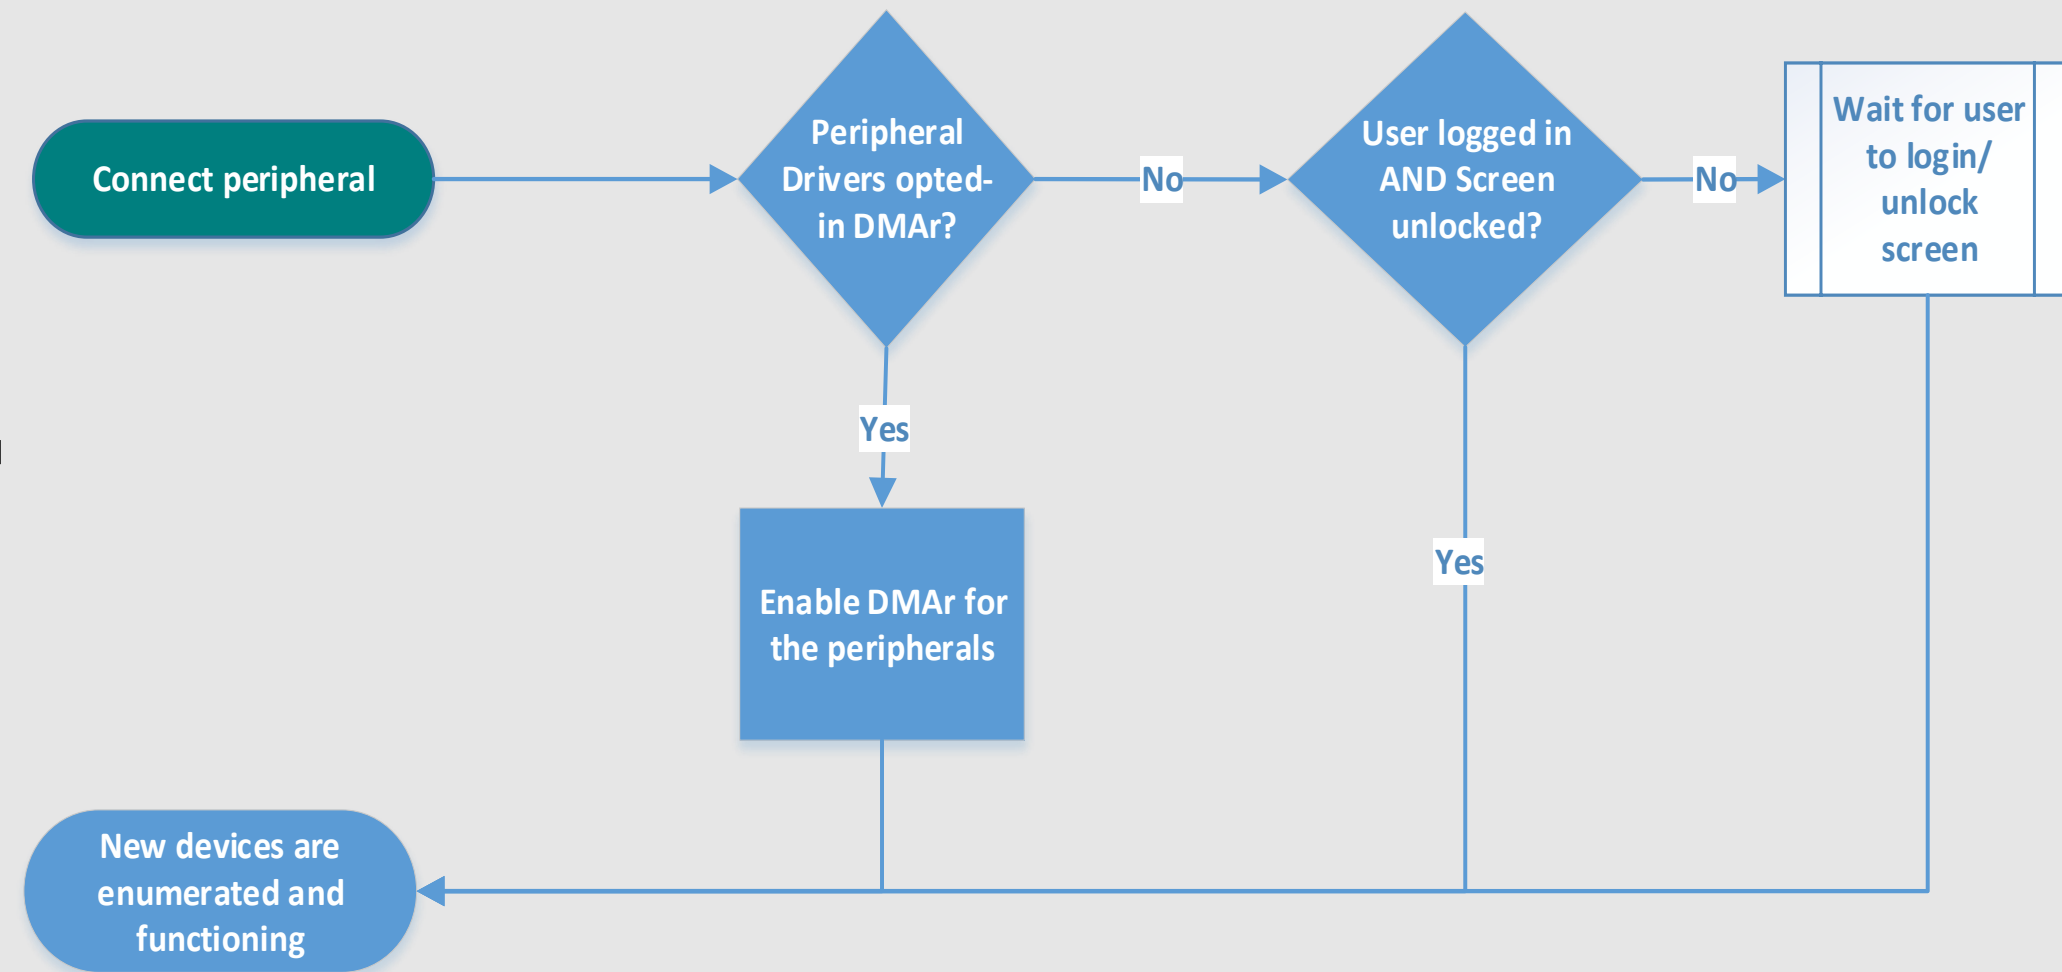 Connect peripheral
Peripheral
Drivers opted-
in DMAr?
No
User logged in
AND Screen
unlocked?
No
Wait for user
to login/
unlock
screen
Yes
Yes
Enable DMAr for
the peripherals
New devices are
enumerated and
functioning